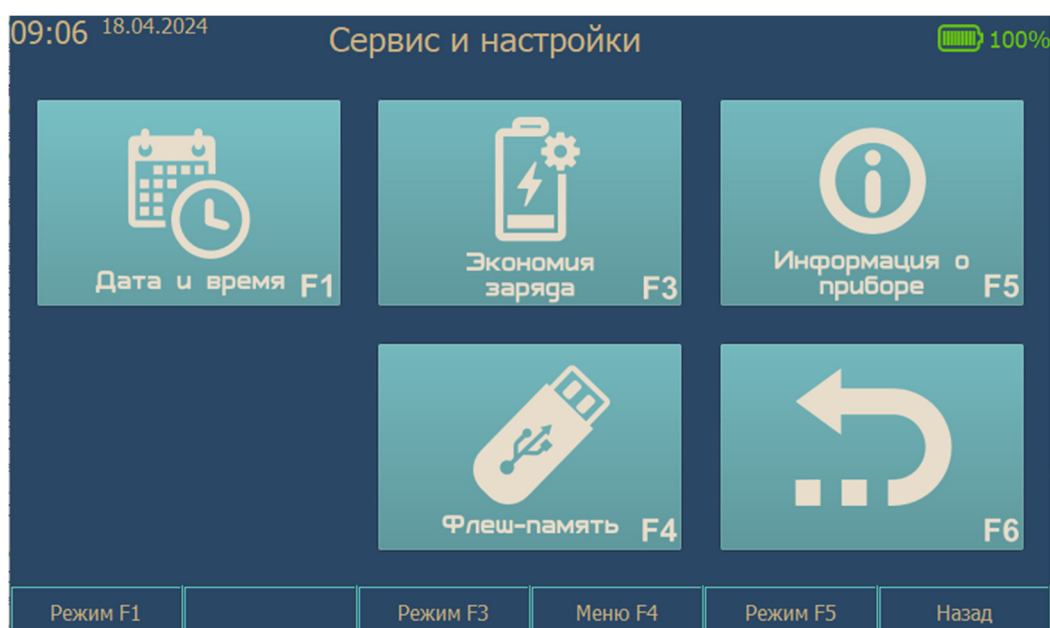 09:06 18.04.2024 Сервис и настройки 100%
Дата и время F1
Экономия
заряда F3
Информация о
приборе F5
Флеш-память F4
F6
Режим F1 Режим F3 Меню F4 Режим F5 Назад